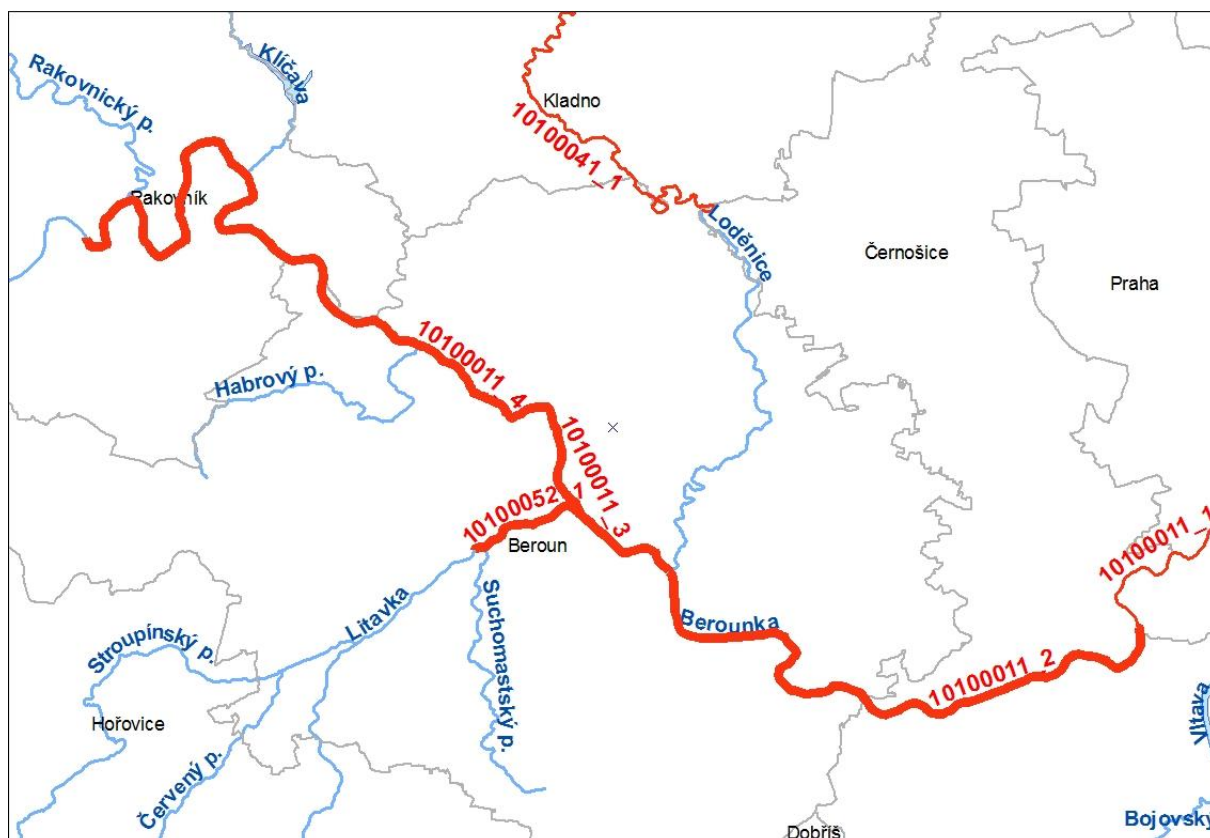 Klíčava
Rakovnický p.
Kladno
10100041_1
Rakovník
Loděnice
Černošice
Praha
10100011_4
Habrový p.
10100011_3
10100052_1
Beroun
10100011_1
Litavka
Suchomastský p.
Berounka
Stroupínský p.
10100011_2
Hořovice
Vltava
Červený p.
Dobříš
Bojovský